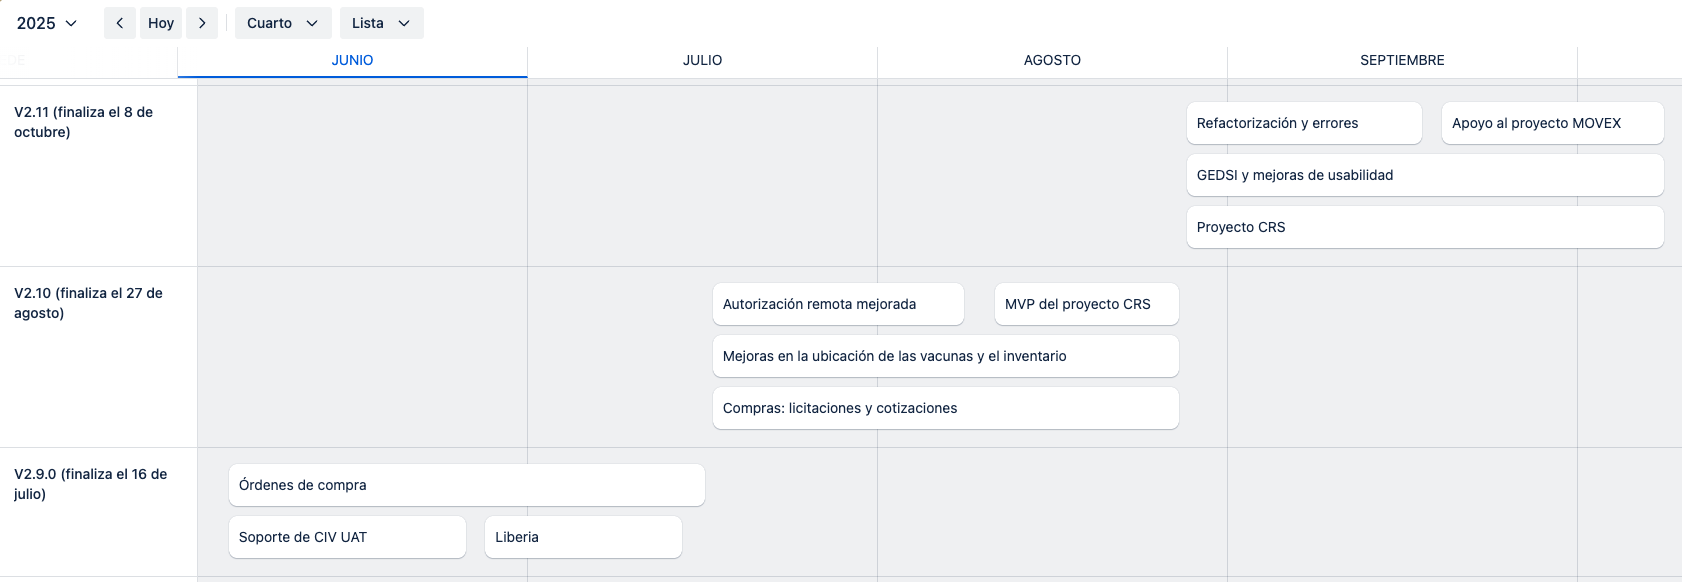 2025
Hoy
Cuarto
Lista
DE
JUNIO
JULIO
AGOSTO
SEPTIEMBRE
V2.11 (finaliza el 8 de
octubre)
Refactorización y errores
Apoyo al proyecto MOVEX
GEDSI y mejoras de usabilidad
Proyecto CRS
V2.10 (finaliza el 27 de
agosto)
Autorización remota mejorada
MVP del proyecto CRS
Mejoras en la ubicación de las vacunas y el inventario
Compras: licitaciones y cotizaciones
V2.9.0 (finaliza el 16 de
julio)
Órdenes de compra
Soporte de CIV UAT
Liberia